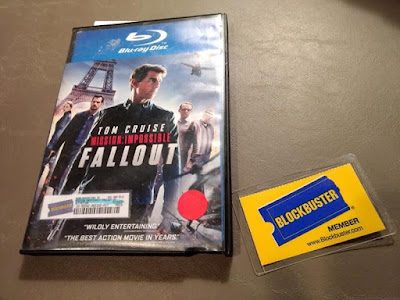 Blu-ray Disc
TOM CRUISE
MISSION: IMPOSSIBLE
FALLOUT
"WILDLY ENTERTAINING"
"THE BEST ACTION MOVIE IN YEARS."
BLOCKBUSTER
MEMBER
www.Blockbuster.com